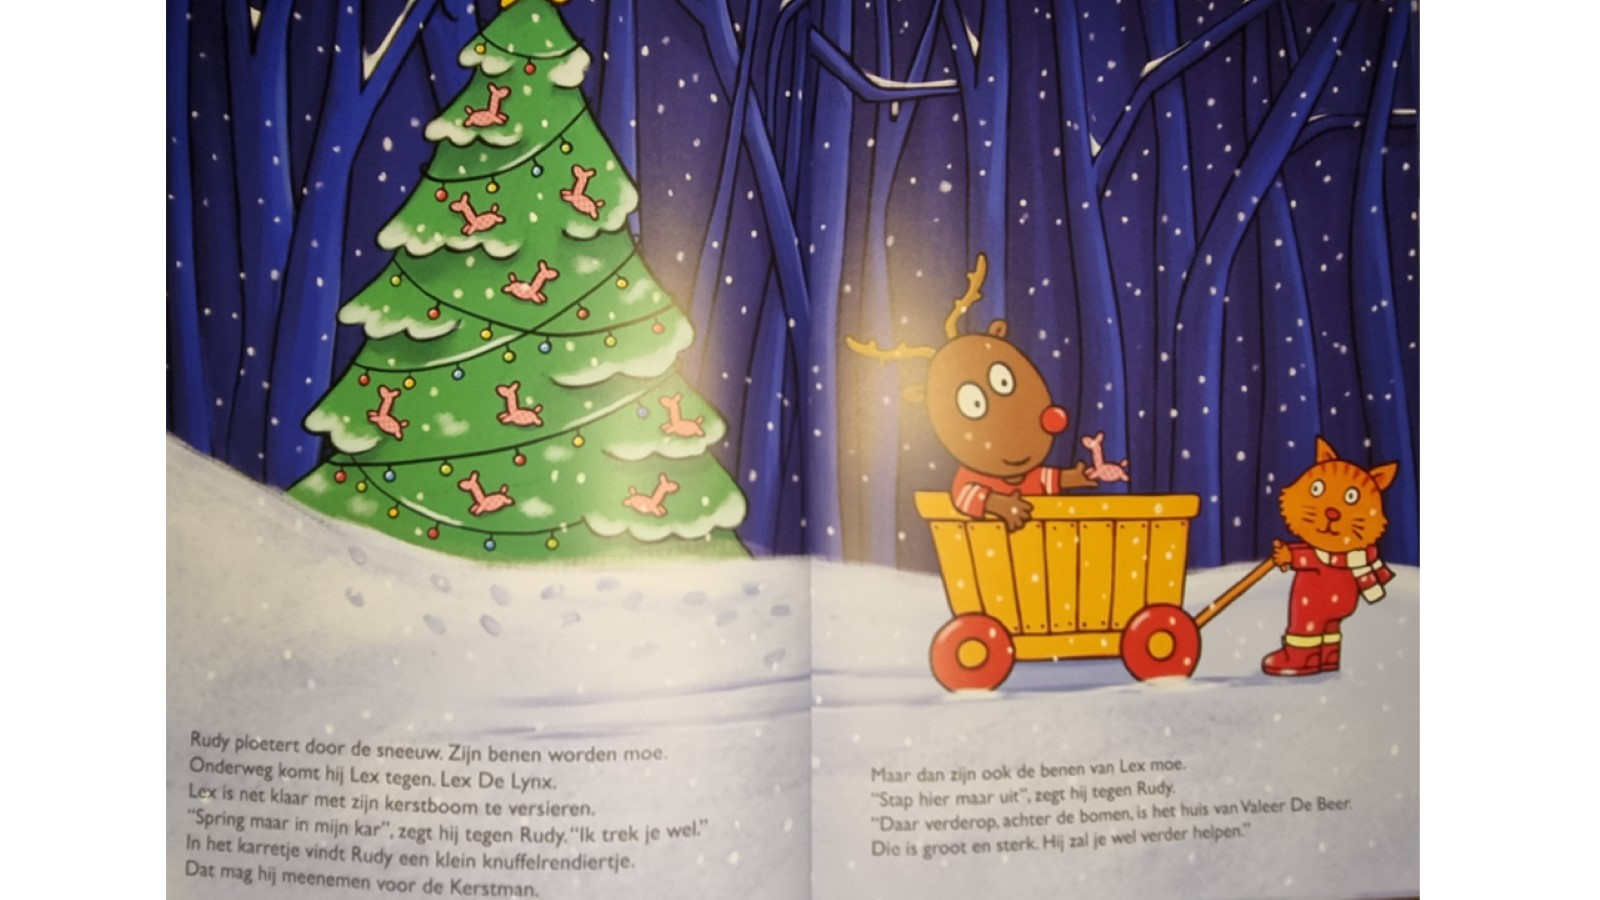 Rudy ploetert door de sneeuw. Zijn benen worden moe.
Onderweg komt hij Lex tegen. Lex De Lynx.
Lex is net klaar met zijn kerstboom te versieren.
“Spring maar in mijn kar”, zegt hij tegen Rudy. “Ik trek je wel.”
In het karretje vindt Rudy een klein knuffelrendiertje.
Dat mag hij meenemen voor de Kerstman.
Maar dan zijn ook de benen van Lex moe.
“Stap hier maar uit”, zegt hij tegen Rudy.
“Daar verderop, achter de bomen, is het huis van Valeer De Beer.
Die is groot en sterk. Hij zal je wel verder helpen.”